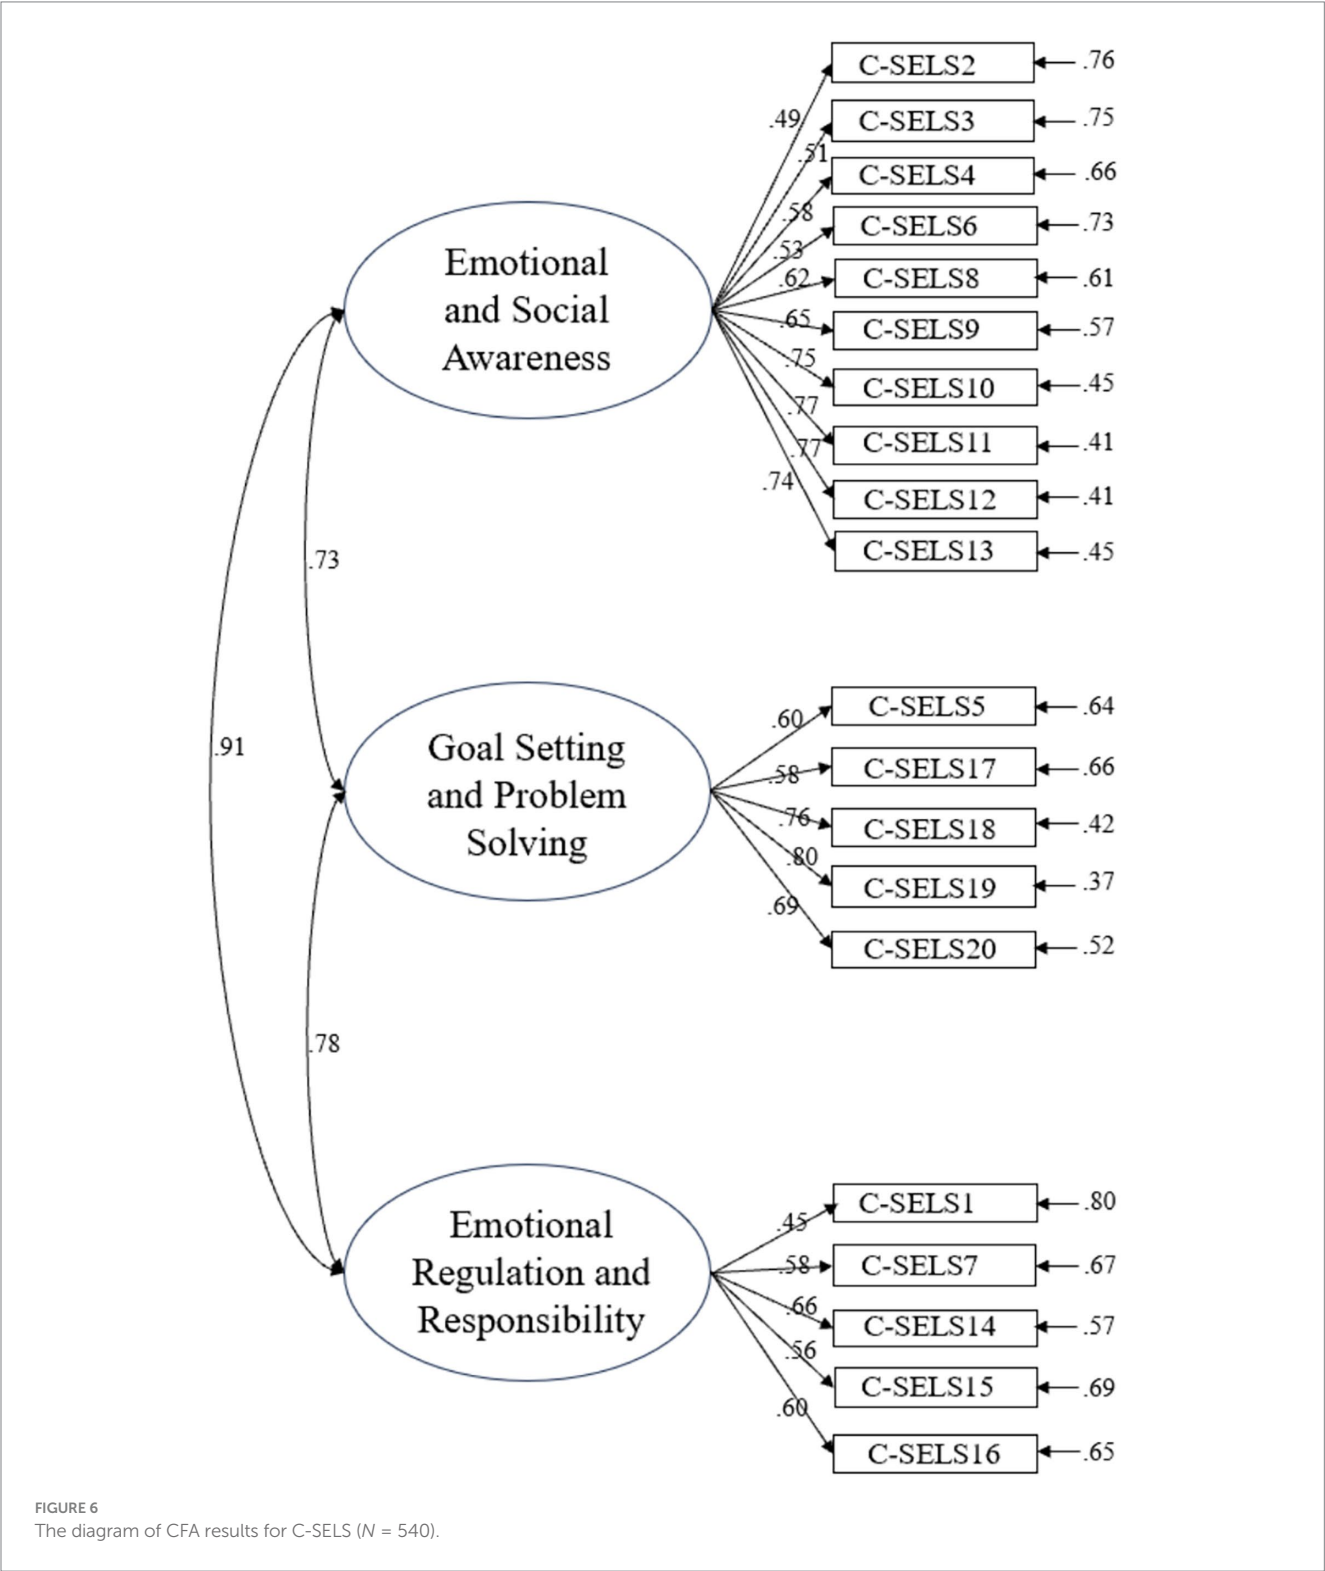 C-SELS2
.76
.49
C-SELS3
.75
.51
C-SELS4
.66
.58
C-SELS6
.73
.53
C-SELS8
.61
.62
C-SELS9
.57
.65
C-SELS10
.45
.75
C-SELS11
.41
.77
C-SELS12
.41
.77
C-SELS13
.45
.74
Emotional
and Social
Awareness
.73
.91
Goal Setting
and Problem
Solving
.60
C-SELS5
.64
.58
C-SELS17
.66
.76
C-SELS18
.42
.80
C-SELS19
.37
.69
C-SELS20
.52
.78
Emotional
Regulation and
Responsibility
.45
C-SELS1
.80
.58
C-SELS7
.67
.66
C-SELS14
.57
.56
C-SELS15
.69
.60
C-SELS16
.65
FIGURE 6
The diagram of CFA results for C-SELS (N = 540).